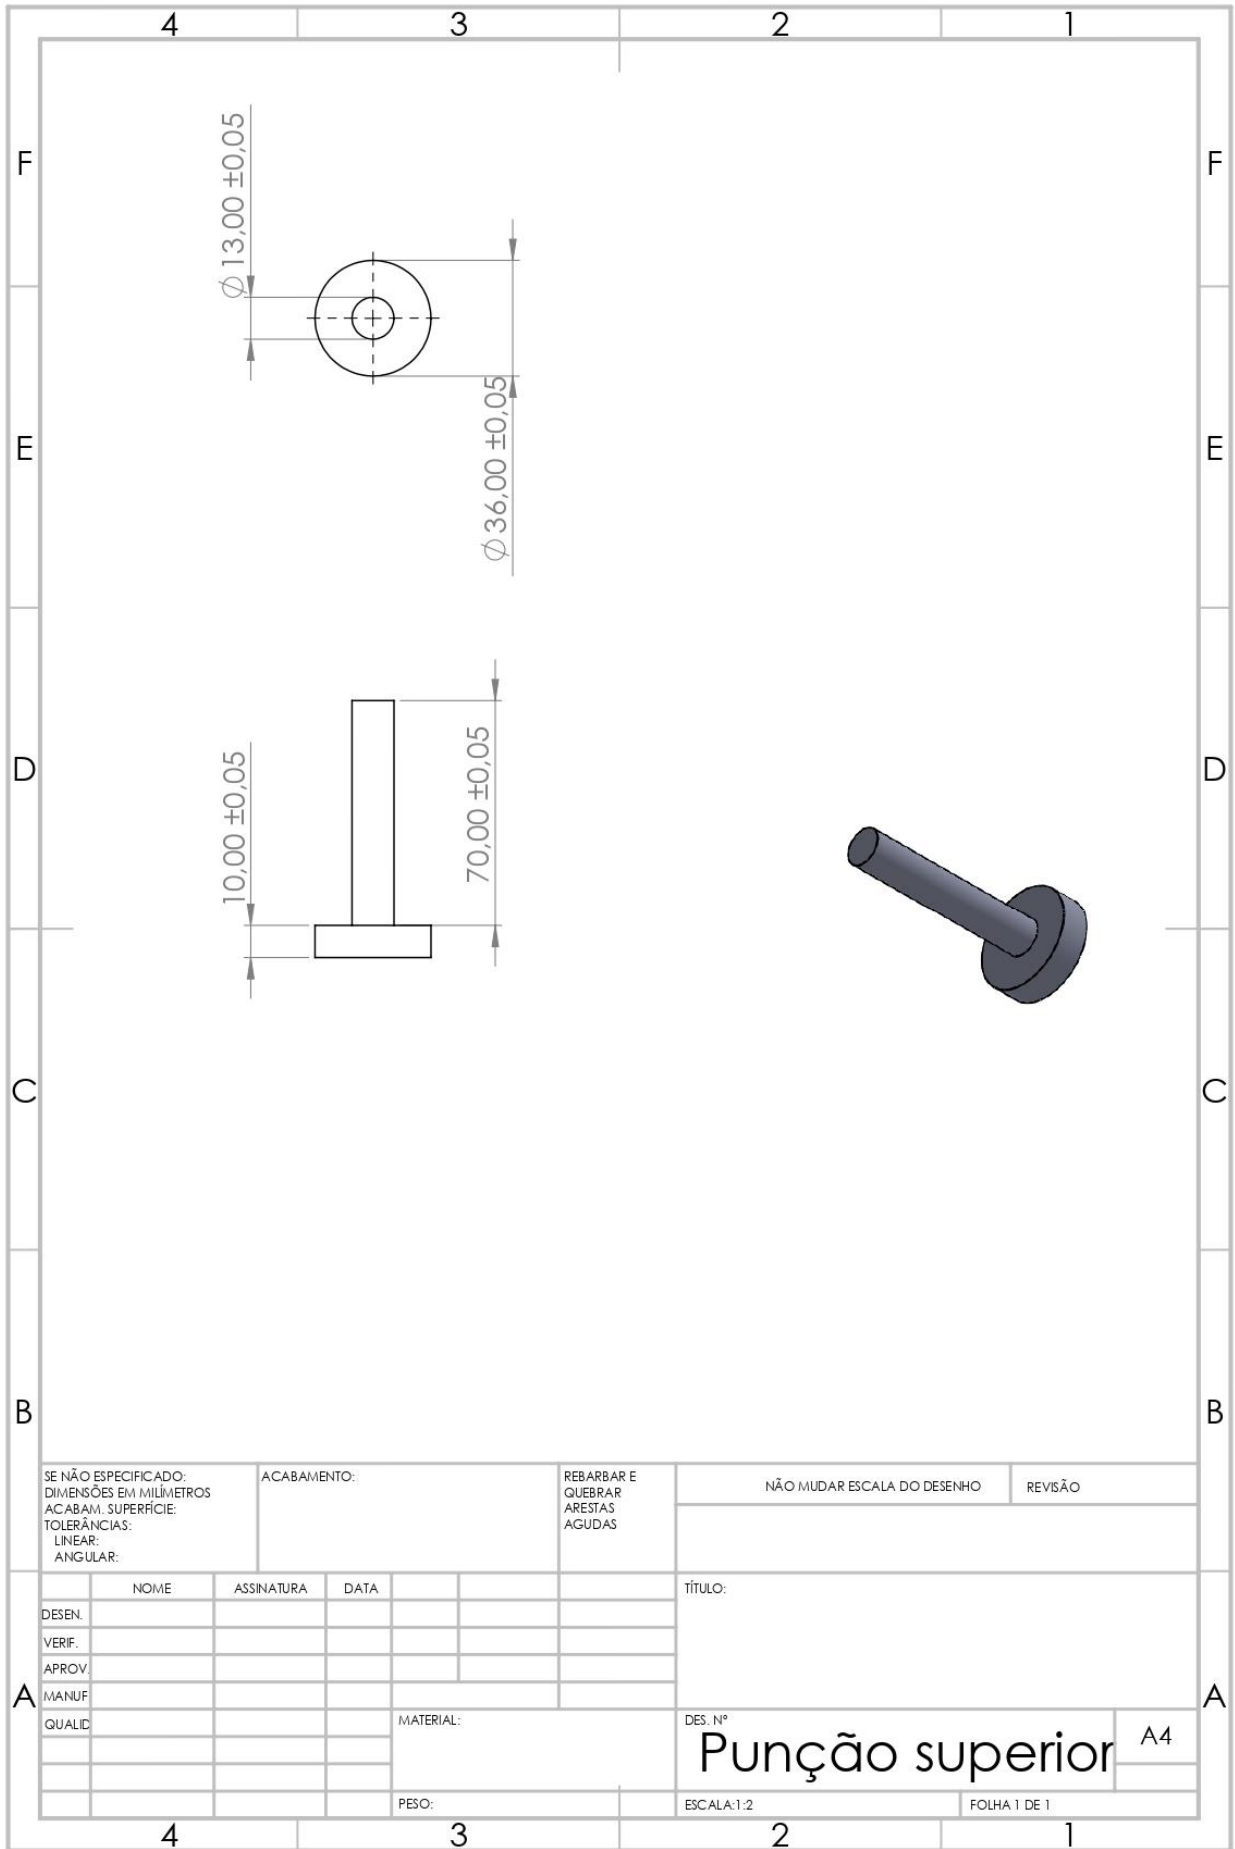 4 3 2 1
F F
Ø13,00 ±0,05
Ø36,00 ±0,05
E E
D D
10,00 ±0,05
70,00 ±0,05
C C
B B
SE NÃO ESPECIFICADO:
DIMENSÕES EM MILÍMETROS
ACABAM. SUPERFÍCIE:
TOLERÂNCIAS:
LINEAR:
ANGULAR:
ACABAMENTO:
REBARBAR E
QUEBRAR
ARESTAS
AGUDAS
NÃO MUDAR ESCALA DO DESENHO
REVISÃO
NOME ASSINATURA DATA
DESEN.
VERIF.
APROV.
MANUF
QUALID
TÍTULO:
A A
MATERIAL:
DES. Nº
Punção superior
A4
PESO:
ESCALA:1:2
FOLHA 1 DE 1
4 3 2 1